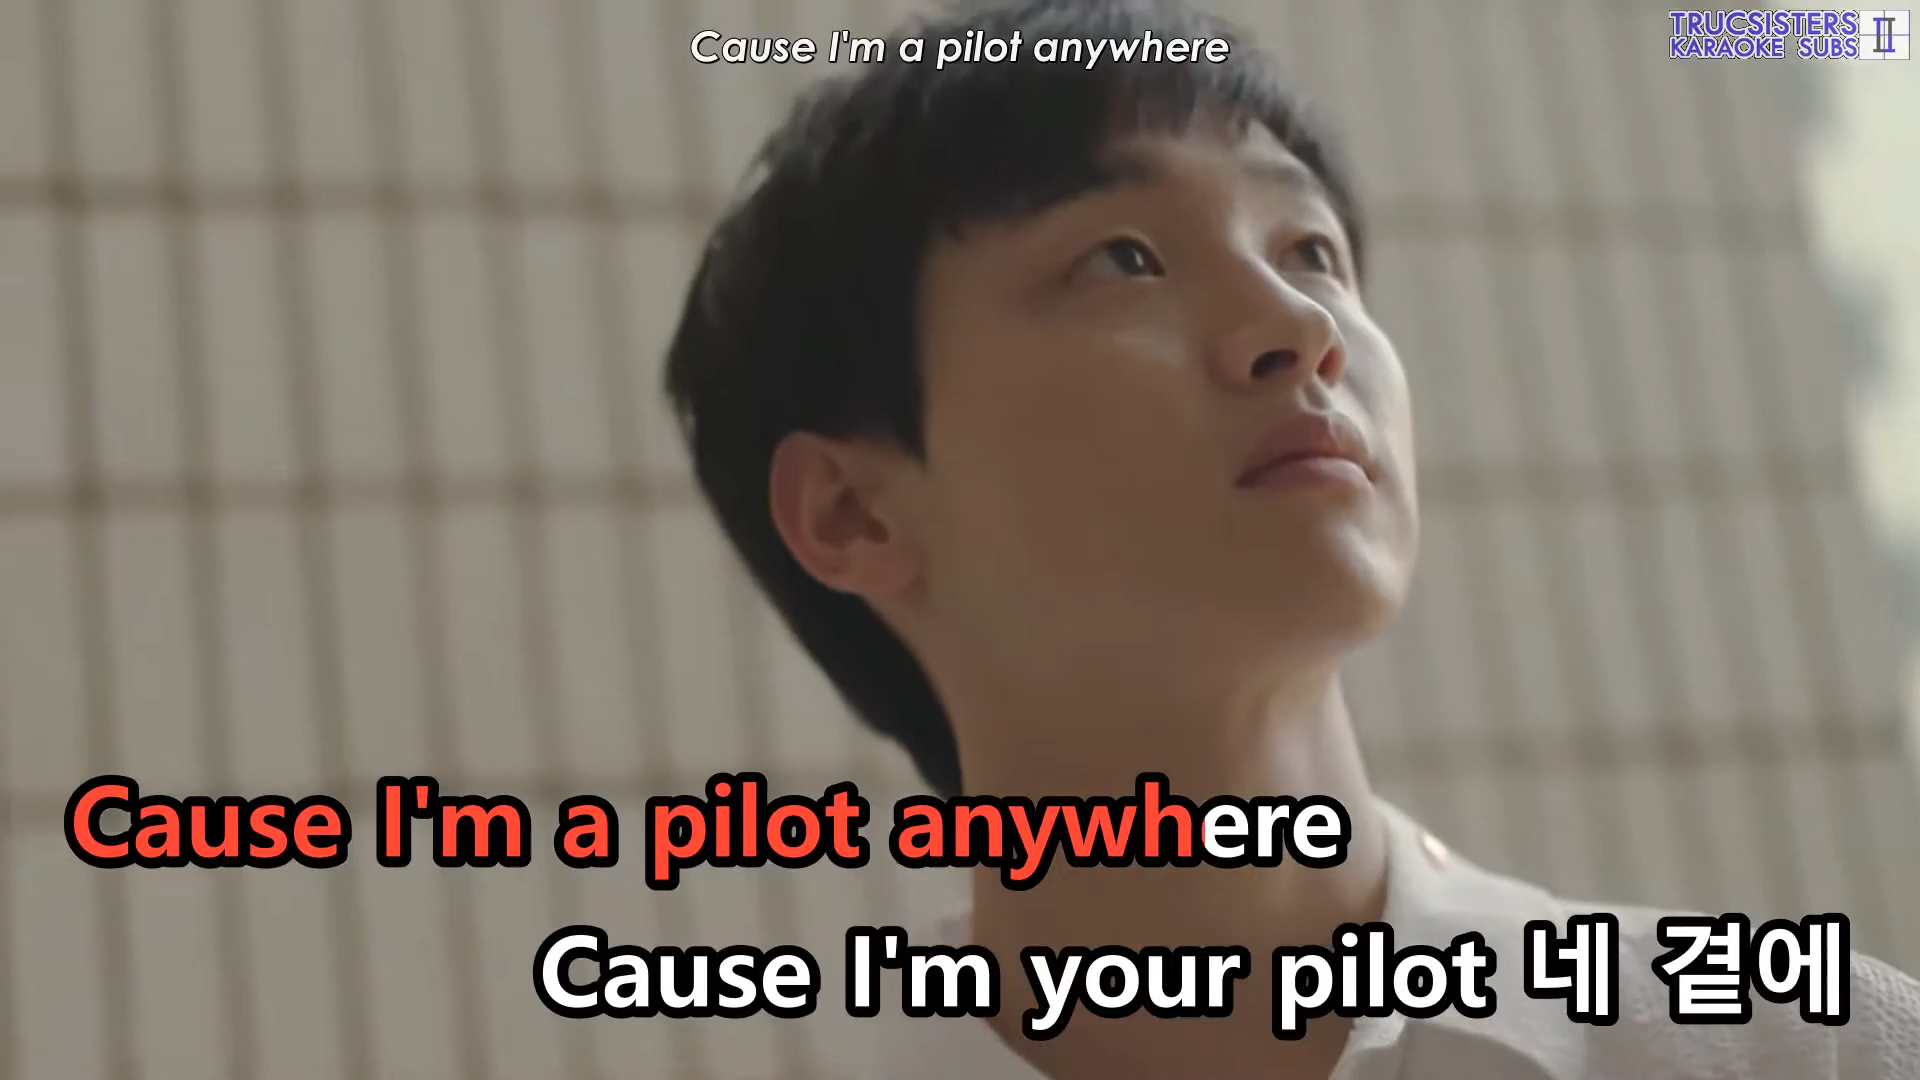 Cause I'm a pilot anywhere
TRUCSISTERS
KARAOKE SUBS II
Cause I'm a pilot anywhere
Cause I'm your pilot 네 곁에